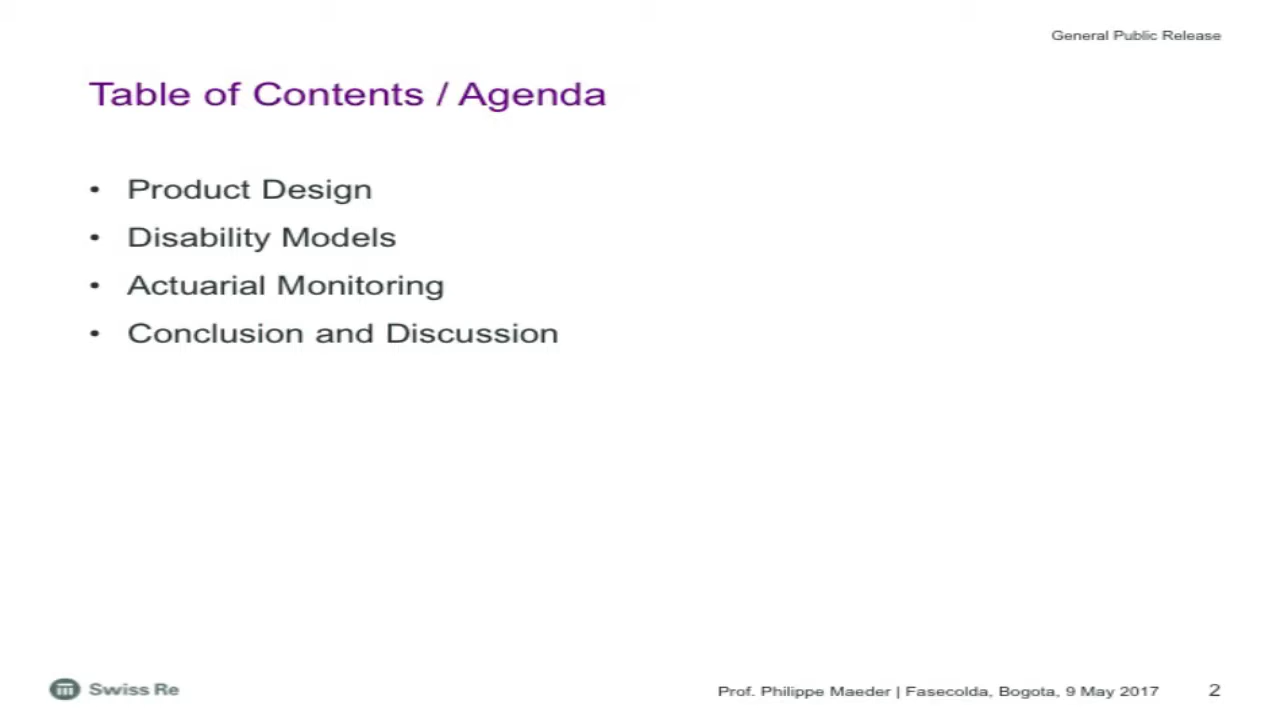 General Public Release
Table of Contents / Agenda
• Product Design
• Disability Models
• Actuarial Monitoring
• Conclusion and Discussion
Swiss Re
Prof. Philippe Maeder | Fasecolda, Bogota, 9 May 2017 2